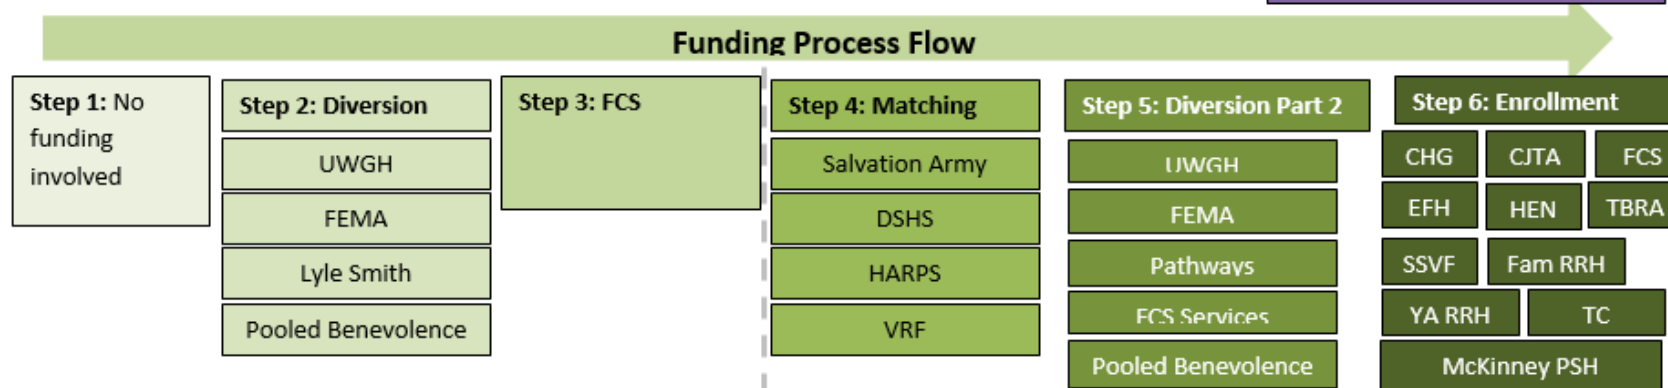 Funding Process Flow
Step 1: No
funding
involved
Step 2: Diversion
UWGH
FEMA
Lyle Smith
Pooled Benevolence
Step 3: FCS
Step 4: Matching
Salvation Army
DSHS
HARPS
VRF
Step 5: Diversion Part 2
UWGH
FEMA
Pathways
FCS Services
Pooled Benevolence
Step 6: Enrollment
CHG CJTA FCS
EFH HEN TBRA
SSVF Fam RRH
YA RRH TC
McKinney PSH